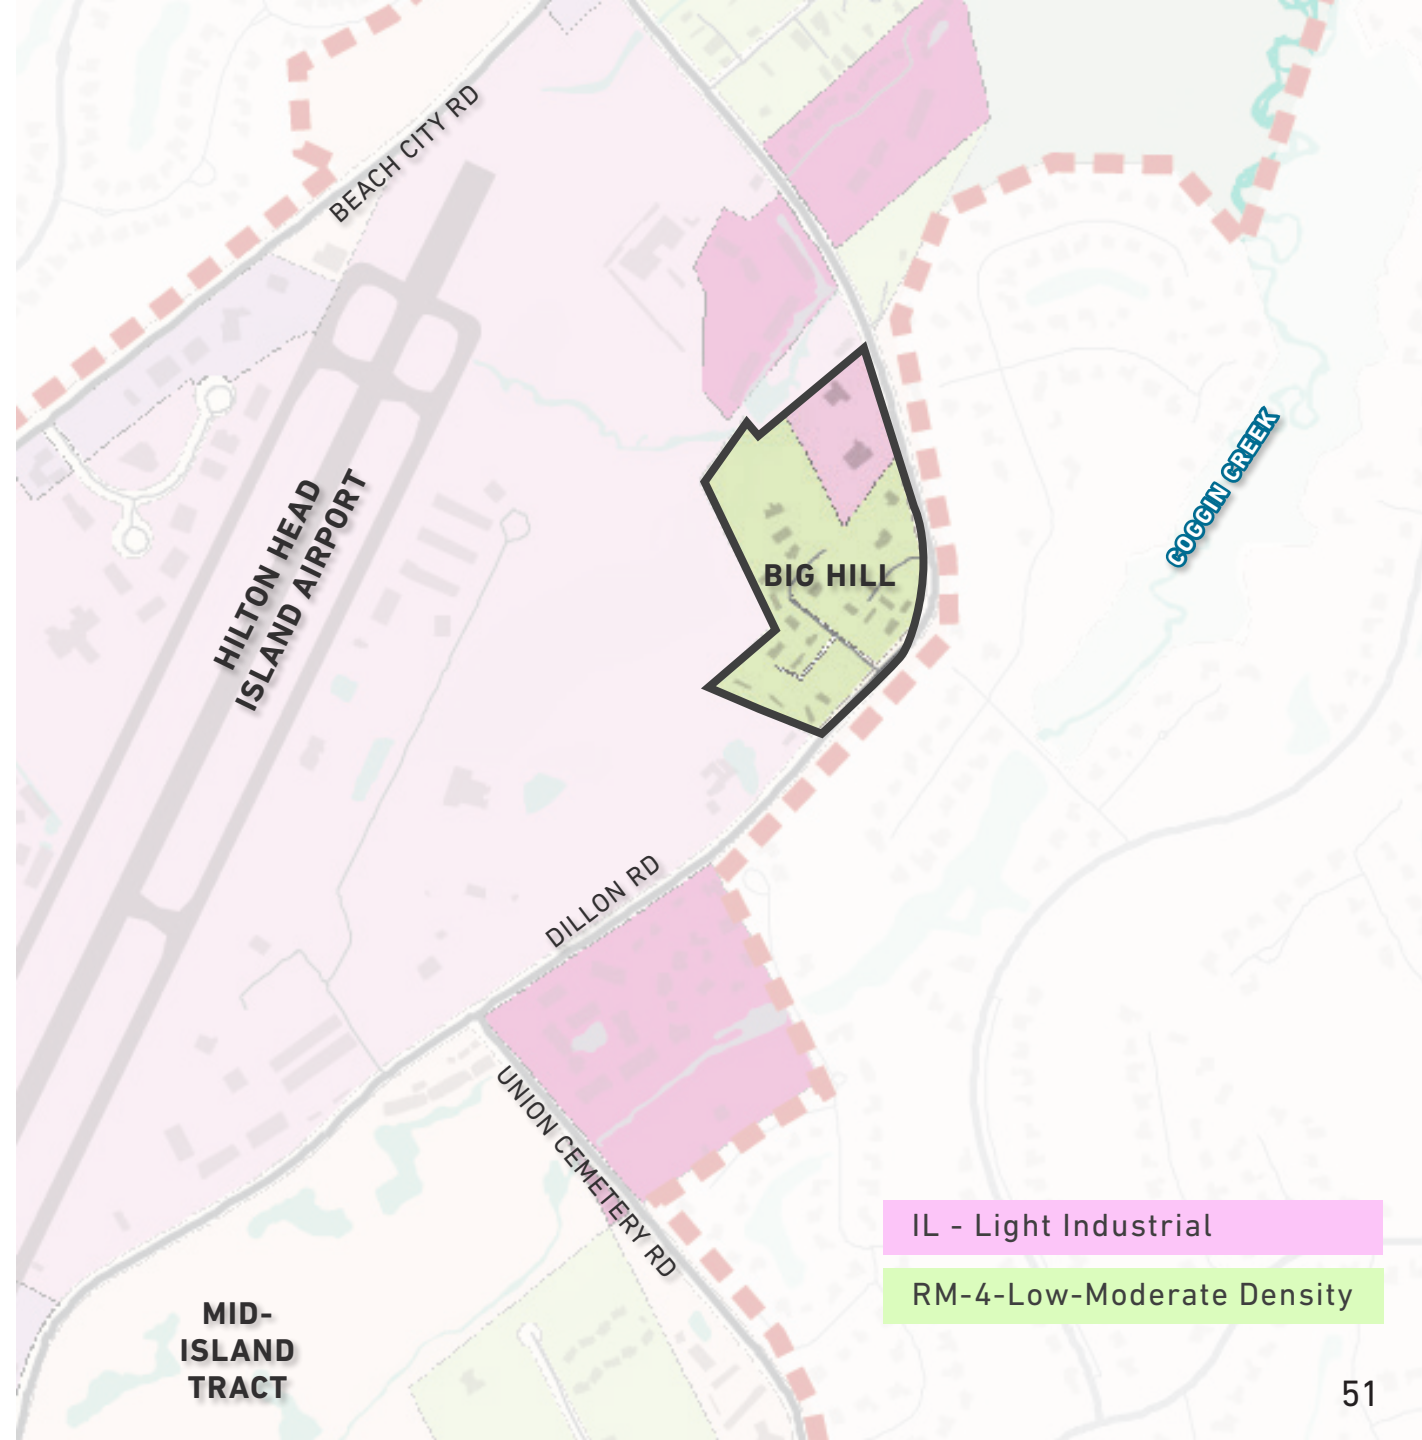 BEACH CITY RD
HILTON HEAD
ISLAND AIRPORT
COGGIN CREEK
BIG HILL
DILLON RD
UNION CEMETERY RD
MID-
ISLAND
TRACT
IL - Light Industrial
RM-4-Low-Moderate Density
51